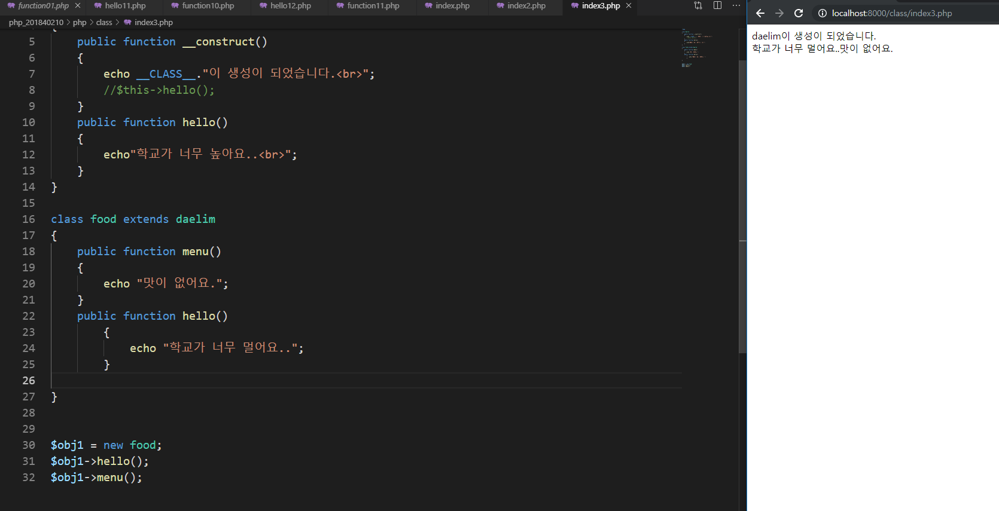 function01.php hello11.php function10.php hello12.php function11.php index.php index2.php index3.php
php_201840210 > php > class > index3.php
{
5 public function __construct()
6 {
7 echo __CLASS__."이 생성이 되었습니다.<br>";
8 //$this->hello();
9 }
10 public function hello()
11 {
12 echo"학교가 너무 높아요..<br>";
13 }
14 }
15
16 class food extends daelim
17 {
18 public function menu()
19 {
20 echo "맛이 없어요.";
21 }
22 public function hello()
23 {
24 echo "학교가 너무 멀어요..";
25 }
26
27 }
28
29
30 $obj1 = new food;
31 $obj1->hello();
32 $obj1->menu();
localhost:8000/class/index3.php
daelim이 생성이 되었습니다.
학교가 너무 멀어요..맛이 없어요.